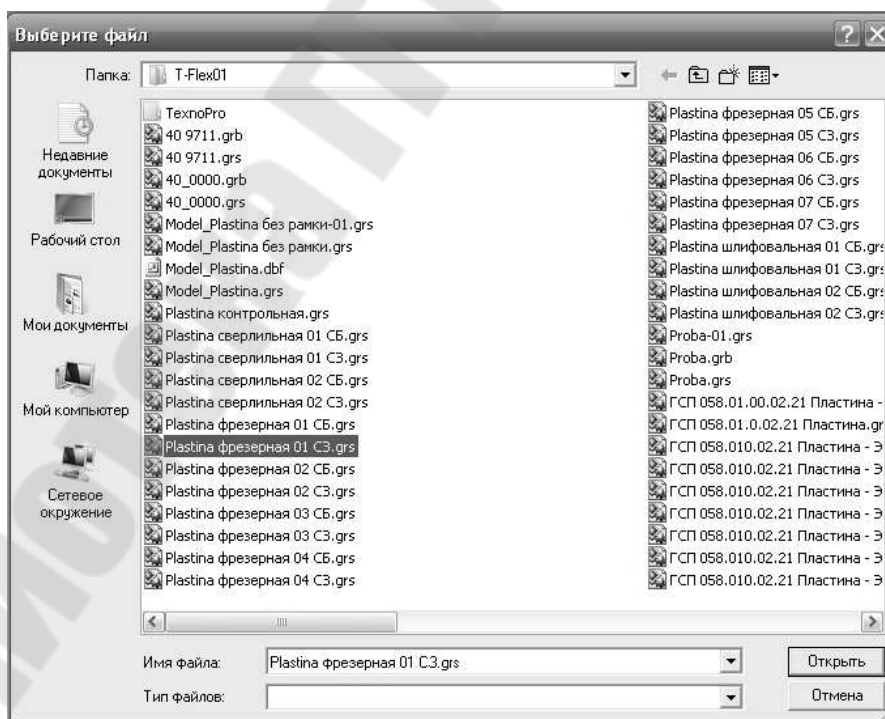 Выберите файл
Папка:
T-Flex01
Недавние
документы
Рабочий стол
Мои документы
Мой компьютер
Сетевое
окружение
TexnoPro
40 9711.grb
40 9711.grs
40_0000.grb
40_0000.grs
Model_Plastina без рамки-01.grs
Model_Plastina без рамки.grs
Model_Plastina.dbf
Model_Plastina.grs
Plastina контрольная.grs
Plastina сверлильная 01 СБ.grs
Plastina сверлильная 01 СЗ.grs
Plastina сверлильная 02 СБ.grs
Plastina сверлильная 02 СЗ.grs
Plastina фрезерная 01 СБ.grs
Plastina фрезерная 01 СЗ.grs
Plastina фрезерная 02 СБ.grs
Plastina фрезерная 02 СЗ.grs
Plastina фрезерная 03 СБ.grs
Plastina фрезерная 03 СЗ.grs
Plastina фрезерная 04 СБ.grs
Plastina фрезерная 04 СЗ.grs
Plastina фрезерная 05 СБ.grs
Plastina фрезерная 05 СЗ.grs
Plastina фрезерная 06 СБ.grs
Plastina фрезерная 06 СЗ.grs
Plastina фрезерная 07 СБ.grs
Plastina фрезерная 07 СЗ.grs
Plastina шлифовальная 01 СБ.grs
Plastina шлифовальная 01 СЗ.grs
Plastina шлифовальная 02 СБ.grs
Plastina шлифовальная 02 СЗ.grs
Proba-01.grs
Proba.grb
Proba.grs
ГСП 058.01.00.02.21 Пластина -
ГСП 058.01.0.02.21 Пластина.gr
ГСП 058.010.02.21 Пластина - Э
ГСП 058.010.02.21 Пластина - Э
ГСП 058.010.02.21 Пластина - Э
ГСП 058.010.02.21 Пластина - Э
ГСП 058.010.02.21 Пластина - Э
ГСП 058.010.02.21 Пластина - Э
ГСП 058.010.02.21 Пластина - Э
Имя файла:
Plastina фрезерная 01 СЗ.grs
Открыть
Тип файлов:
Отмена